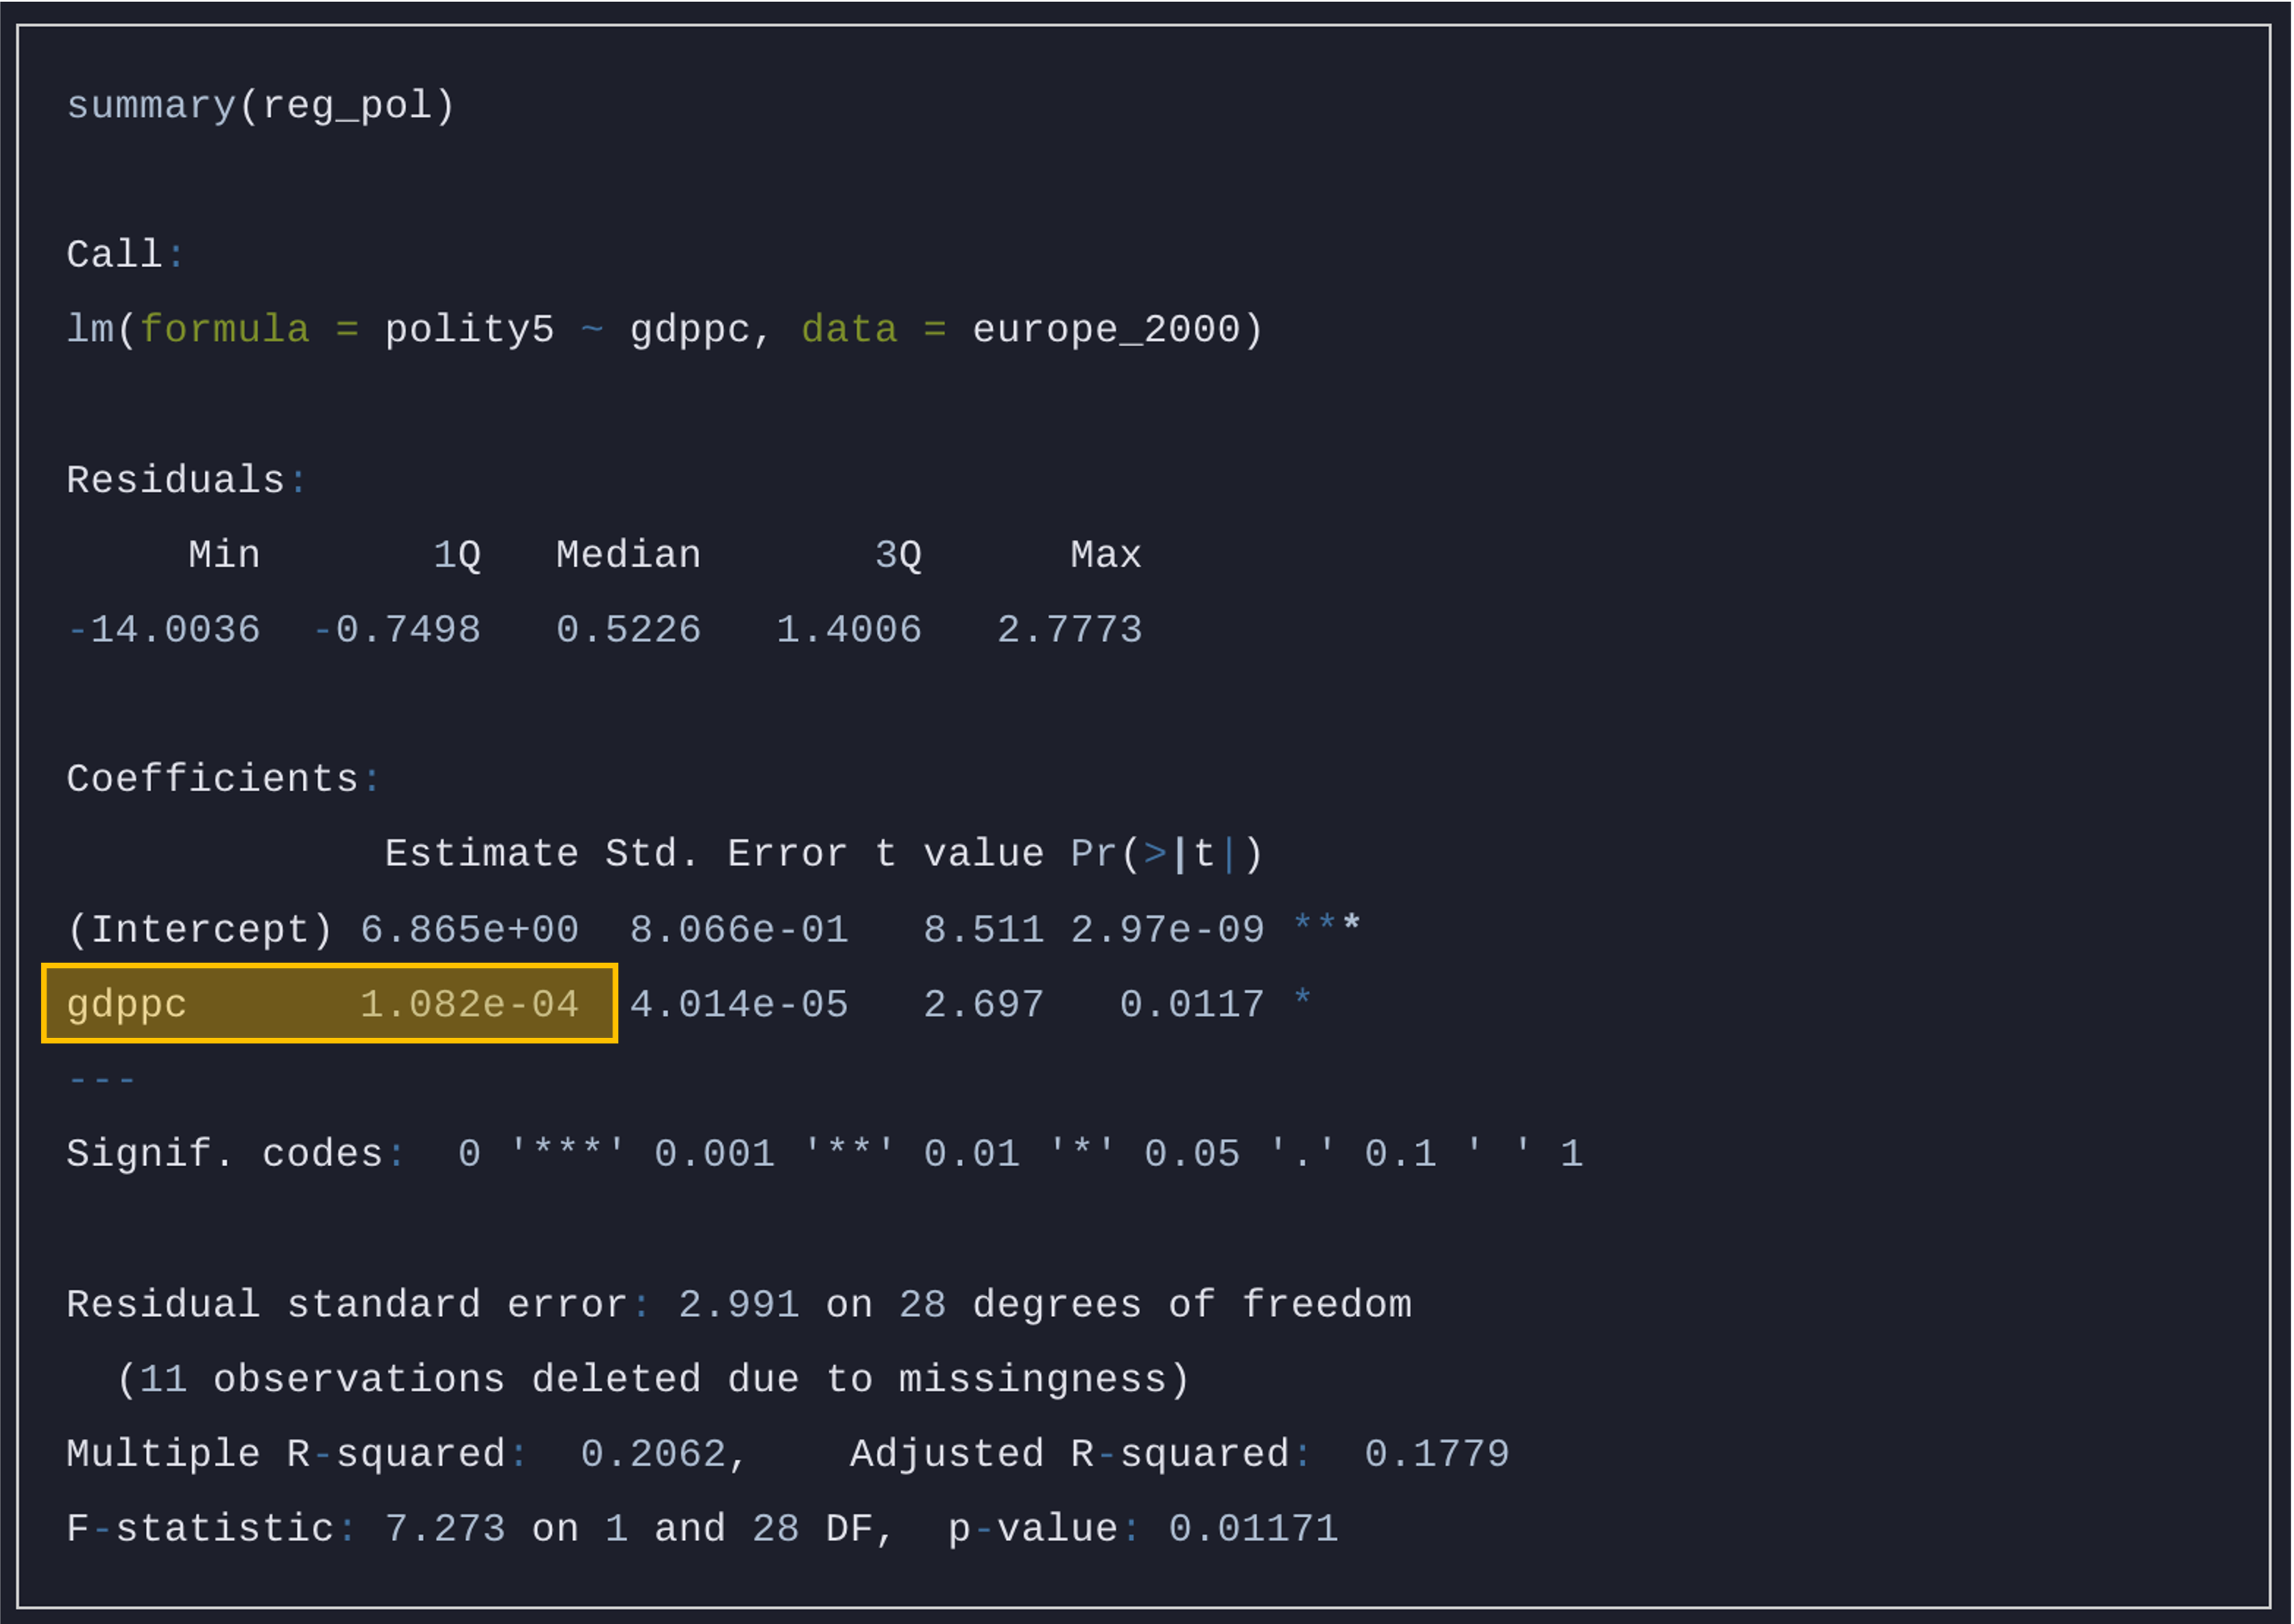 summary(reg_pol)
Call:
lm(formula = polity5 ~ gdppc, data = europe_2000)
Residuals:
     Min       1Q   Median       3Q      Max
-14.0036  -0.7498   0.5226   1.4006   2.7773
Coefficients:
             Estimate Std. Error t value Pr(>|t|)
(Intercept) 6.865e+00  8.066e-01   8.511 2.97e-09 ***
gdppc       1.082e-04  4.014e-05   2.697   0.0117 *
---
Signif. codes:  0 '***' 0.001 '**' 0.01 '*' 0.05 '.' 0.1 ' ' 1
Residual standard error: 2.991 on 28 degrees of freedom
  (11 observations deleted due to missingness)
Multiple R-squared:  0.2062,    Adjusted R-squared:  0.1779
F-statistic: 7.273 on 1 and 28 DF,  p-value: 0.01171